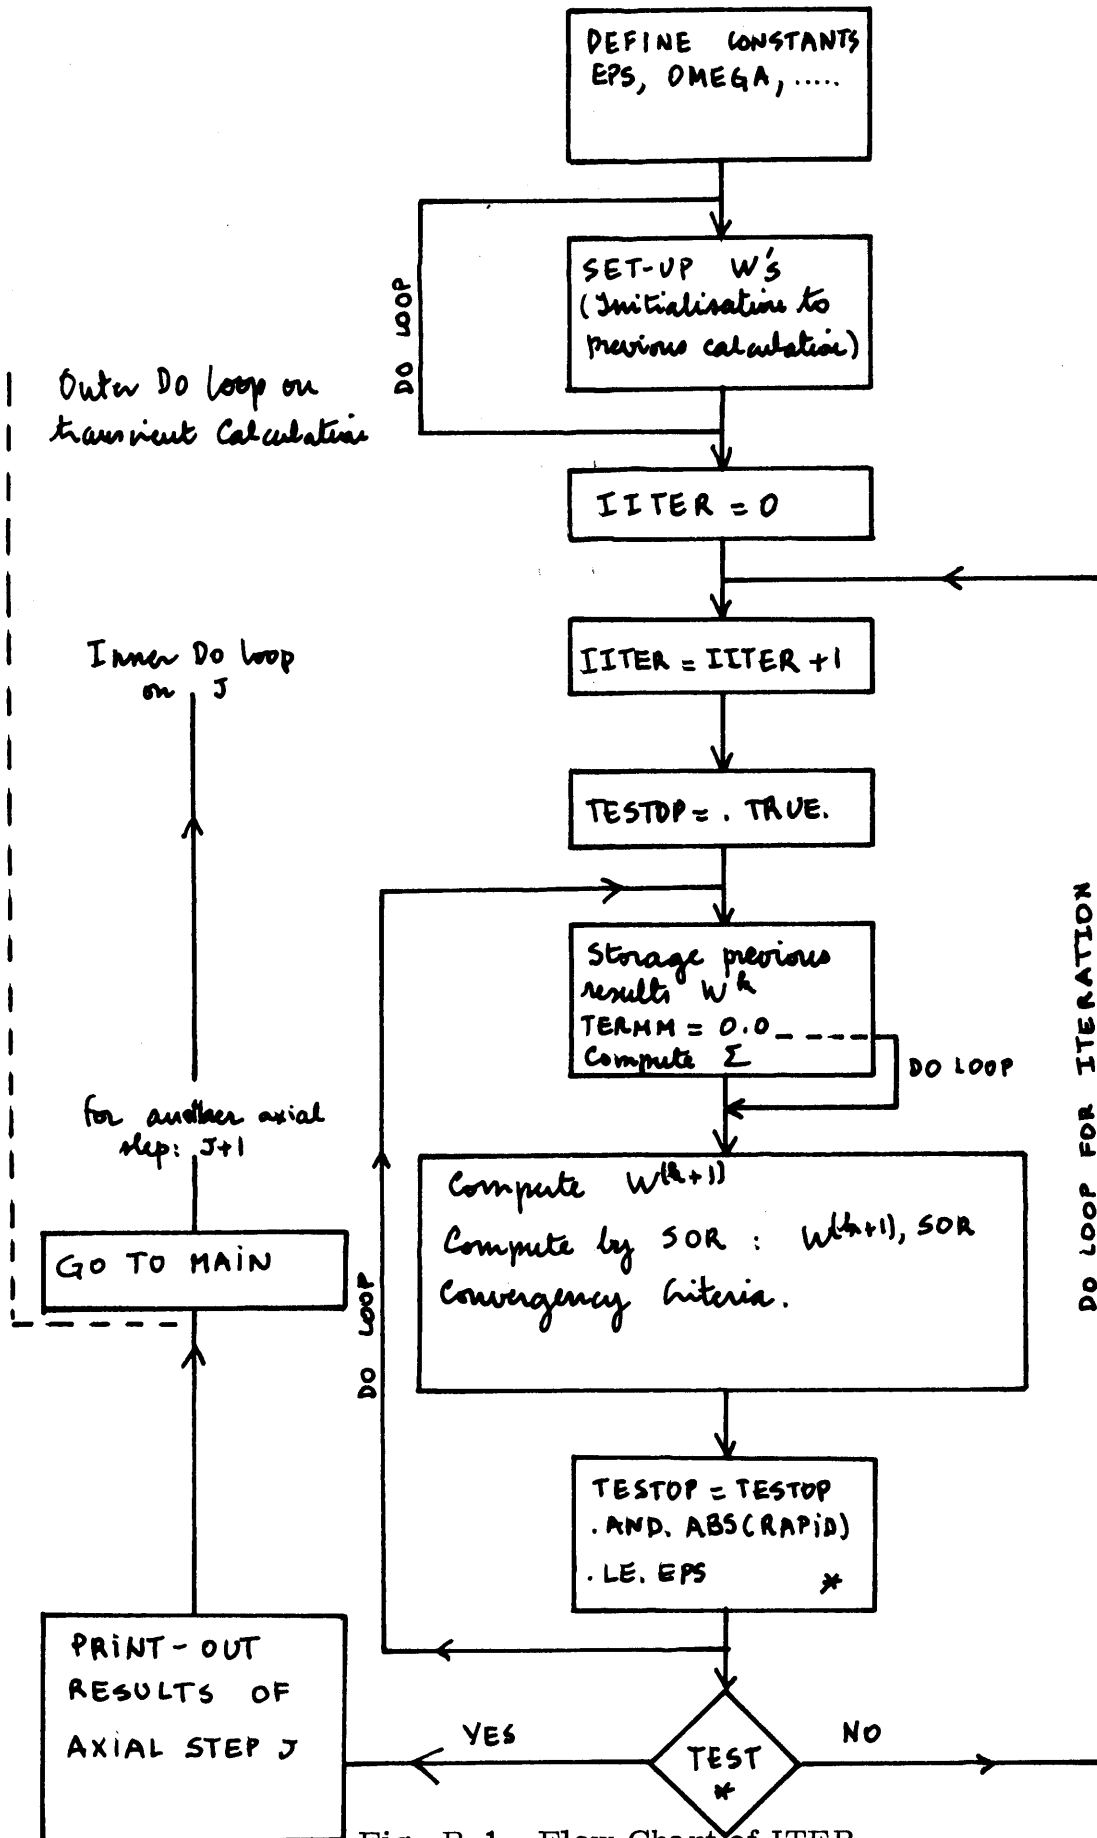 DEFINE CONSTANTS
EPS, OMEGA, .....
DO LOOP
SET-UP W's
(Initialisation to
previous calculation)
Outer Do loop on
transient Calculation
IITER = 0
Inner Do loop
on J
IITER = IITER + 1
TESTOP = . TRUE.
Storage previous
results W^k
TERMM = 0.0
Compute Σ
DO LOOP
DO LOOP FOR ITERATION
for another axial
step: J+1
Compute W^(k+1)
Compute by SOR : W^(k+1), SOR
Convergency Criteria.
GO TO MAIN
DO LOOP
TESTOP = TESTOP
. AND. ABS(RAPiD)
. LE. EPS *
PRiNT-OUT
RESULTS OF
AXiAL STEP J
YES
TEST
*
NO
Fig. B.1 Flow Chart of ITER